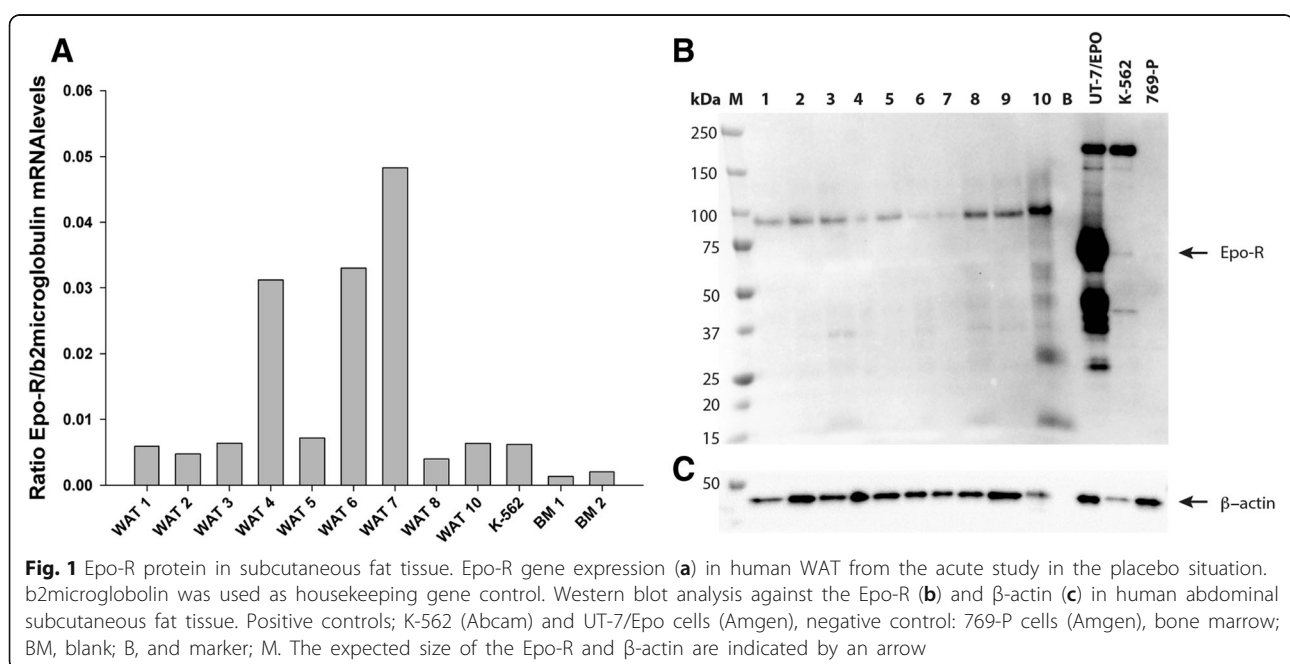 A
Ratio Epo-R/b2microglobulin mRNAlevels
0.06
0.05
0.04
0.03
0.02
0.01
0.00
WAT 1
WAT 2
WAT 3
WAT 4
WAT 5
WAT 6
WAT 7
WAT 8
WAT 10
K-562
BM 1
BM 2
B
UT-7/EPO
K-562
769-P
kDa M 1 2 3 4 5 6 7 8 9 10 B
250
150
100
75
50
37
25
20
15
Epo-R
C
50
β–actin
Fig. 1 Epo-R protein in subcutaneous fat tissue. Epo-R gene expression (a) in human WAT from the acute study in the placebo situation.
b2microglobolin was used as housekeeping gene control. Western blot analysis against the Epo-R (b) and β-actin (c) in human abdominal
subcutaneous fat tissue. Positive controls; K-562 (Abcam) and UT-7/Epo cells (Amgen), negative control: 769-P cells (Amgen), bone marrow;
BM, blank; B, and marker; M. The expected size of the Epo-R and β-actin are indicated by an arrow